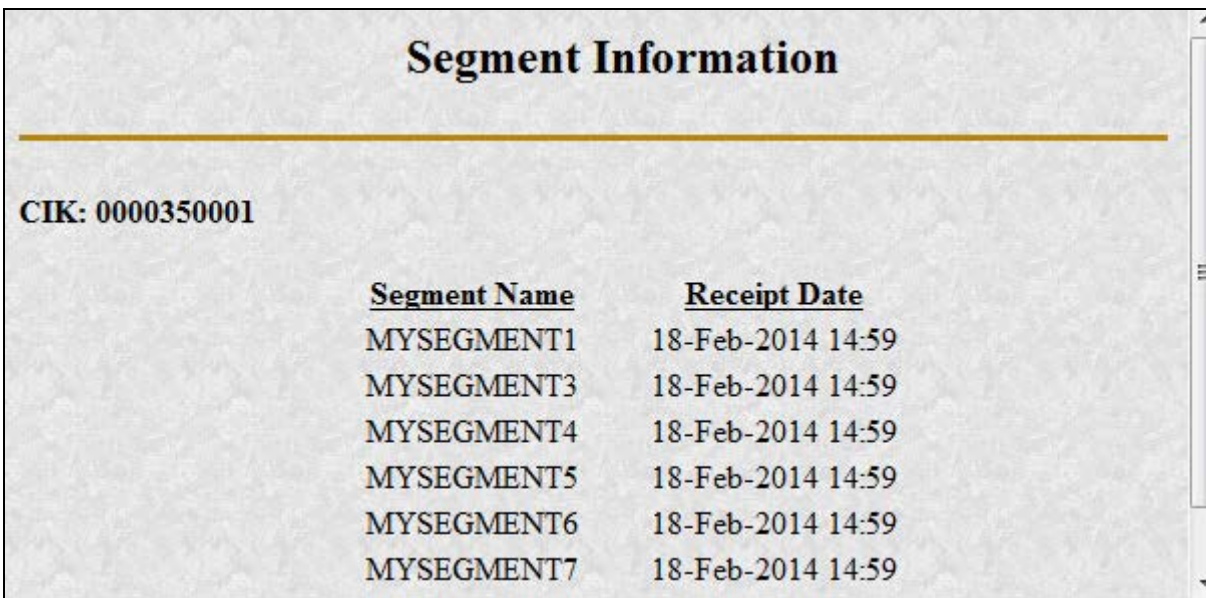 Segment Information
CIK: 0000350001
Segment Name Receipt Date
MYSEGMENT1 18-Feb-2014 14:59
MYSEGMENT3 18-Feb-2014 14:59
MYSEGMENT4 18-Feb-2014 14:59
MYSEGMENT5 18-Feb-2014 14:59
MYSEGMENT6 18-Feb-2014 14:59
MYSEGMENT7 18-Feb-2014 14:59